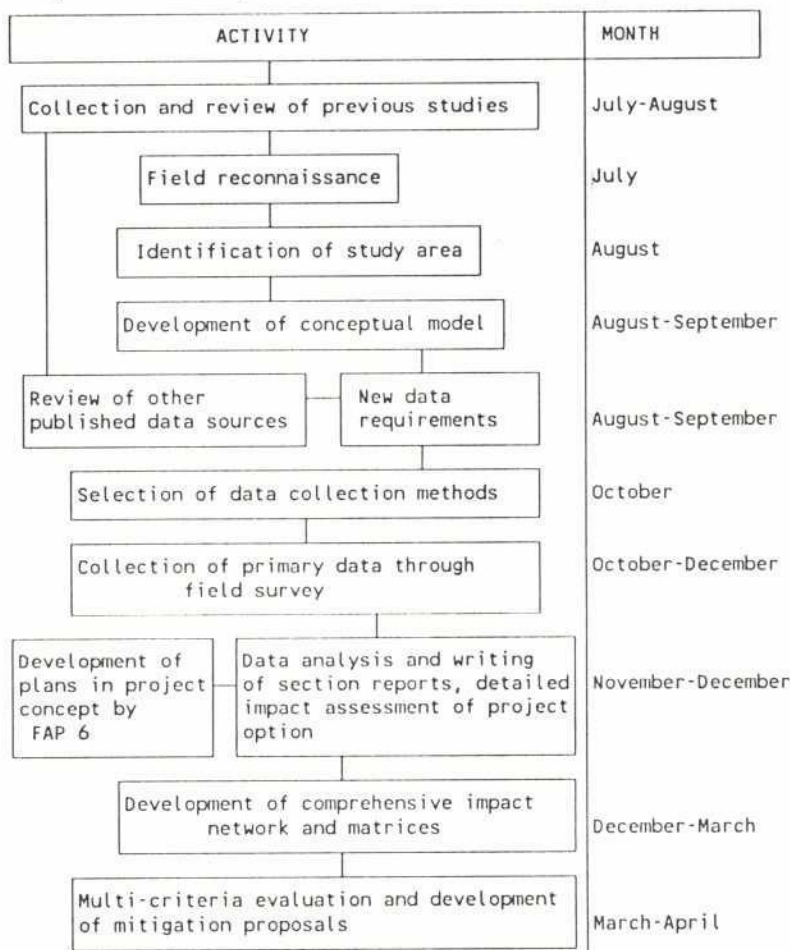 ACTIVITY
MONTH
Collection and review of previous studies
July-August
Field reconnaissance
July
Identification of study area
August
Development of conceptual model
August-September
Review of other
published data sources
New data
requirements
August-September
Selection of data collection methods
October
Collection of primary data through
field survey
October-December
Development of
plans in project
concept by
FAP 6
Data analysis and writing
of section reports, detailed
impact assessment of project
option
November-December
Development of comprehensive impact
network and matrices
December-March
Multi-criteria evaluation and development
of mitigation proposals
March-April